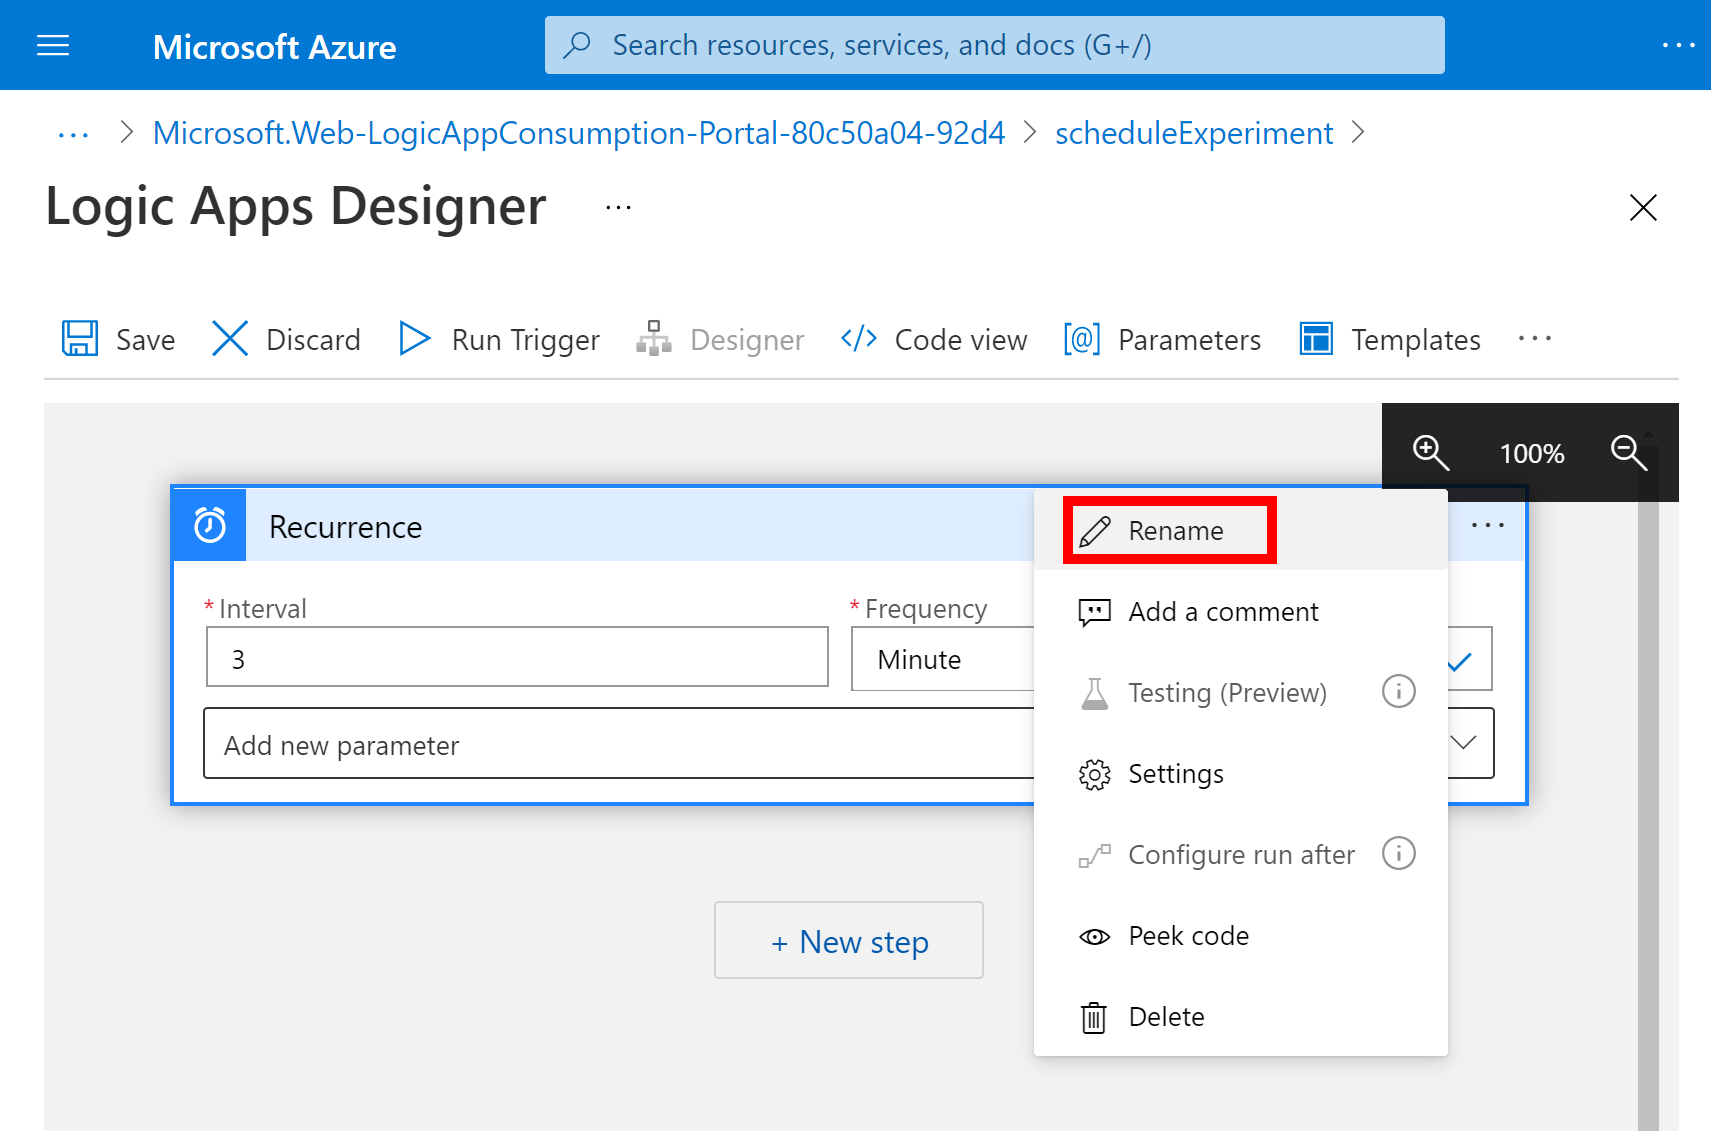 Microsoft Azure
Search resources, services, and docs (G+/)
...
... > Microsoft.Web-LogicAppConsumption-Portal-80c50a04-92d4 > scheduleExperiment >
Logic Apps Designer ...
Save Discard Run Trigger Designer </> Code view [@] Parameters Templates ...
100%
Recurrence
...
* Interval
* Frequency
3
Minute
Add new parameter
Rename
Add a comment
Testing (Preview)
Settings
Configure run after
Peek code
Delete
+ New step